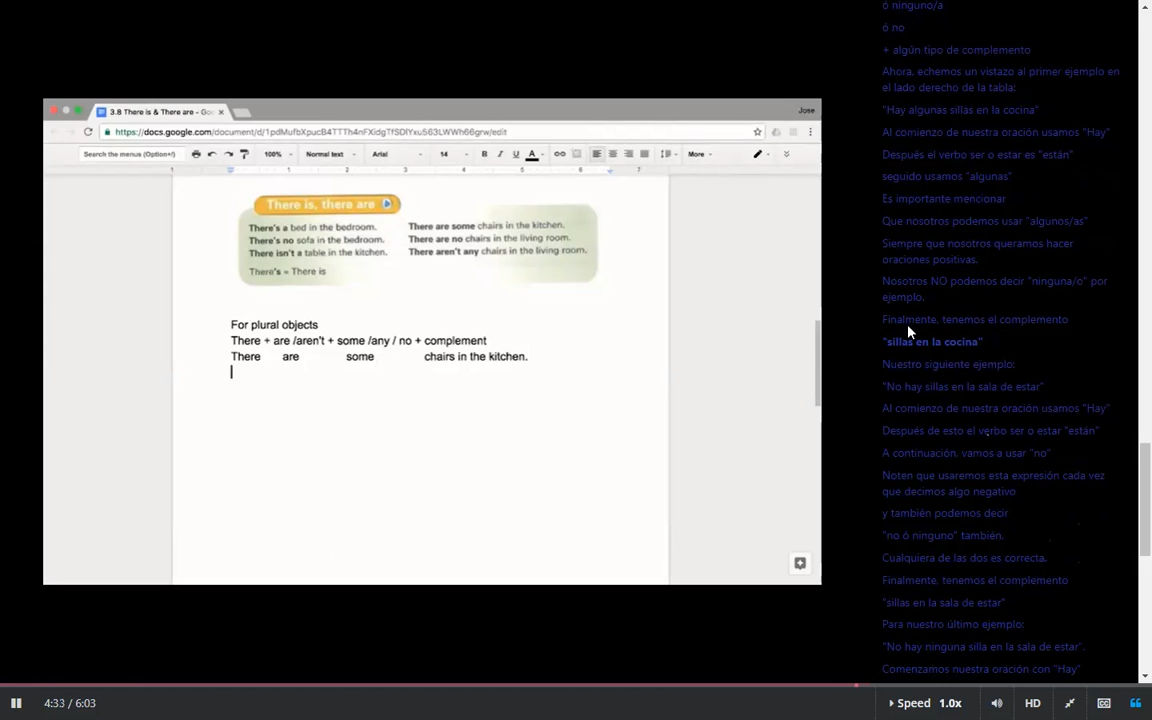 3.8 There is & There are - Goo
Jose
https://docs.google.com/document/d/1pdMufbXpucB4TTTh4nFXidgTfSDIYxu563LWWh66grw/edit
Search the menus (Option+/)
100%
Normal text
Arial
14
B I U A
More
1 1 2 3 4 5 6 7
There is, there are
There's a bed in the bedroom.
There's no sofa in the bedroom.
There isn't a table in the kitchen.
There's = There is
There are some chairs in the kitchen.
There are no chairs in the living room.
There aren't any chairs in the living room.
For plural objects
There + are /aren't + some /any / no + complement
There are some chairs in the kitchen.
ó ninguno/a
ó no
+ algún tipo de complemento
Ahora, echemos un vistazo al primer ejemplo en
el lado derecho de la tabla:
"Hay algunas sillas en la cocina"
Al comienzo de nuestra oración usamos "Hay"
Después el verbo ser o estar es "están"
seguido usamos "algunas"
Es importante mencionar
Que nosotros podemos usar "algunos/as"
Siempre que nosotros queramos hacer
oraciones positivas.
Nosotros NO podemos decir "ninguna/o" por
ejemplo.
Finalmente, tenemos el complemento
"sillas en la cocina"
Nuestro siguiente ejemplo:
"No hay sillas en la sala de estar"
Al comienzo de nuestra oración usamos "Hay"
Después de esto el verbo ser o estar "están"
A continuación, vamos a usar "no"
Noten que usaremos esta expresión cada vez
que decimos algo negativo
y también podemos decir
"no ó ninguno" también.
Cualquiera de las dos es correcta.
Finalmente, tenemos el complemento
"sillas en la sala de estar"
Para nuestro último ejemplo:
"No hay ninguna silla en la sala de estar".
Comenzamos nuestra oración con "Hay"
4:33 / 6:03
Speed 1.0x
HD